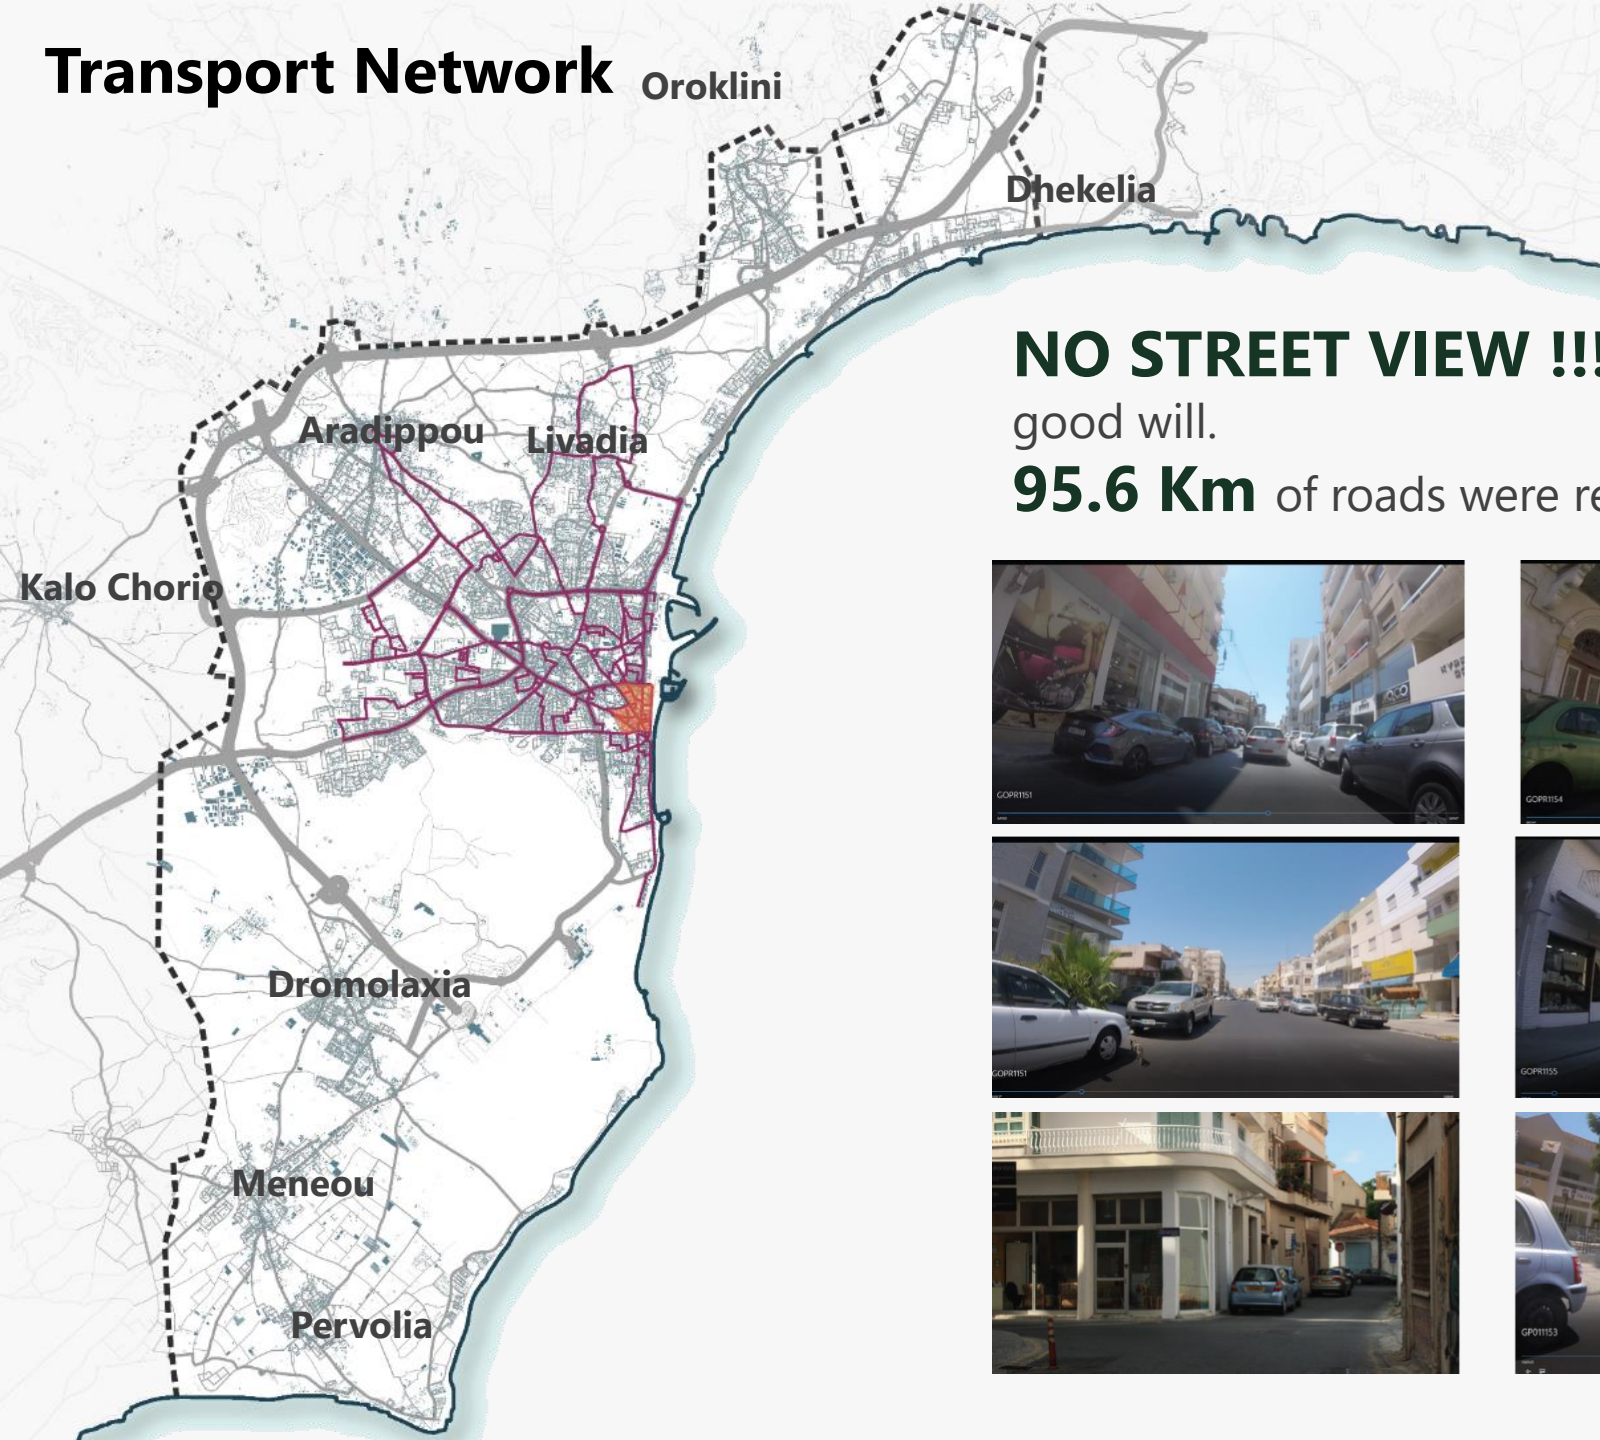 Transport Network
Oroklini
Dhekelia
NO STREET VIEW !!!
good will.
95.6 Km of roads were re
Aradippou
Livadia
Kalo Chorio
GOPR1151
GOPR1154
Dromolaxia
GOPR1151
GOPR1155
Meneou
Pervolia
GP011153